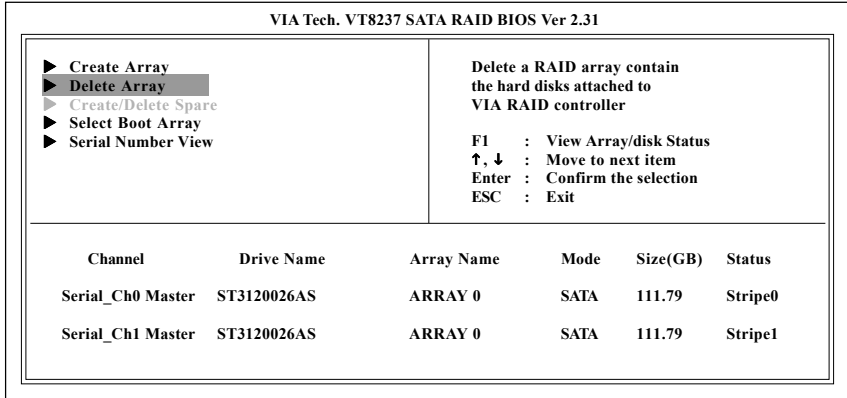 VIA Tech. VT8237 SATA RAID BIOS Ver 2.31
Create Array
Delete Array
Create/Delete Spare
Select Boot Array
Serial Number View
Delete a RAID array contain
the hard disks attached to
VIA RAID controller
F1 : View Array/disk Status
↑, ↓ : Move to next item
Enter : Confirm the selection
ESC : Exit
Channel Drive Name Array Name Mode Size(GB) Status
Serial_Ch0 Master ST3120026AS ARRAY 0 SATA 111.79 Stripe0
Serial_Ch1 Master ST3120026AS ARRAY 0 SATA 111.79 Stripe1